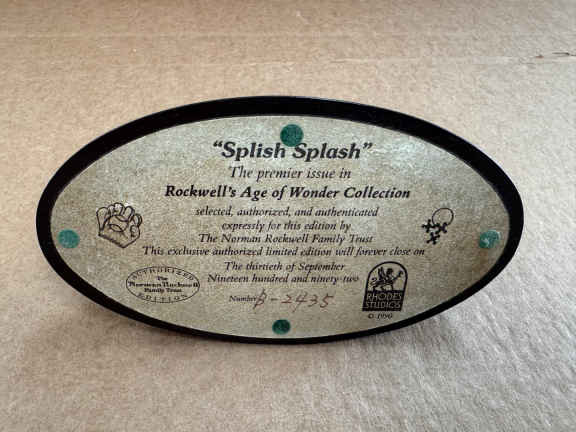 "Splish Splash"
The premier issue in
Rockwell's Age of Wonder Collection
selected, authorized, and authenticated
expressly for this edition by
The Norman Rockwell Family Trust
This exclusive authorized limited edition will forever close on
The thirtieth of September
Nineteen hundred and ninety-two
Number B-2435
AUTHORIZED
The
Norman Rockwell
Family Trust
EDITION
RHODES
STUDIOS
© 1990